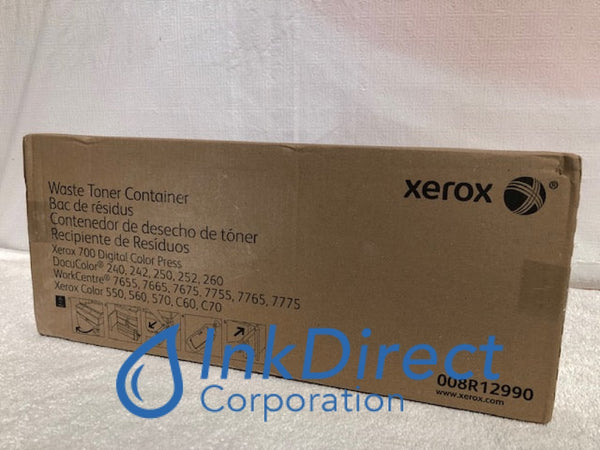 Waste Toner Container
Bac de résidus
Contenedor de desecho de tóner
Recipiente de Resíduos
Xerox 700 Digital Color Press
DocuColor® 240, 242, 250, 252, 260
WorkCentre® 7655, 7665, 7675, 7755, 7765, 7775
Xerox Color 550, 560, 570, C60, C70
xerox®
008R12990
www.xerox.com
InkDirect
Corporation